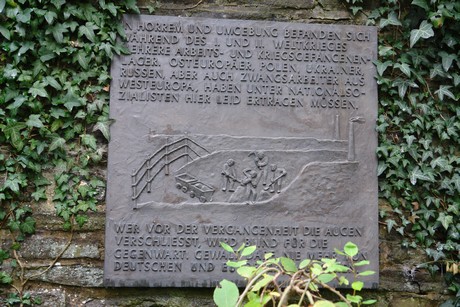 HORREM UND UMGEBUNG BEFANDEN SICH
WÄHREND DES I. UND II. WELTKRIEGES
MEHRERE ARBEITS- UND KRIEGSGEFANGENEN-
LAGER. OSTEUROPÄER, WIE UKRAINER,
RUSSEN, ABER AUCH ZWANGSARBEITER AUS
WESTEUROPA, HABEN UNTER NATIONALSO-
ZIALISTEN HIER LEID ERTRAGEN MÜSSEN.
WER VOR DER VERGANGENHEIT DIE AUGEN
VERSCHLIESST, WIRD BLIND FÜR DIE
GEGENWART.
DEUTSCHEN UND